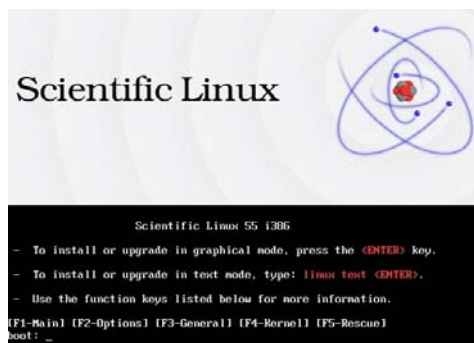 Scientific Linux
Scientific Linux 55 i386
- To install or upgrade in graphical mode, press the <ENTER> key.
- To install or upgrade in text mode, type: linux text <ENTER>.
- Use the function keys listed below for more information.
[F1-Main] [F2-Options] [F3-General] [F4-Kernel] [F5-Rescue]
boot: _